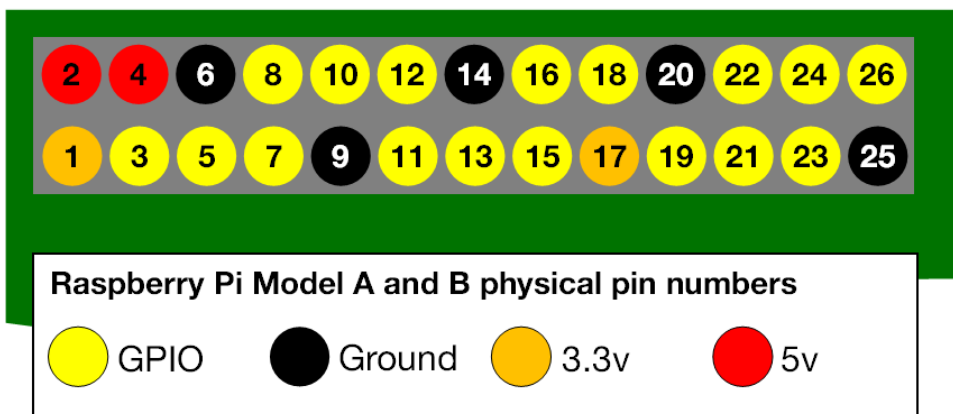 2 4 6 8 10 12 14 16 18 20 22 24 26
1 3 5 7 9 11 13 15 17 19 21 23 25
Raspberry Pi Model A and B physical pin numbers
GPIO Ground 3.3v 5v